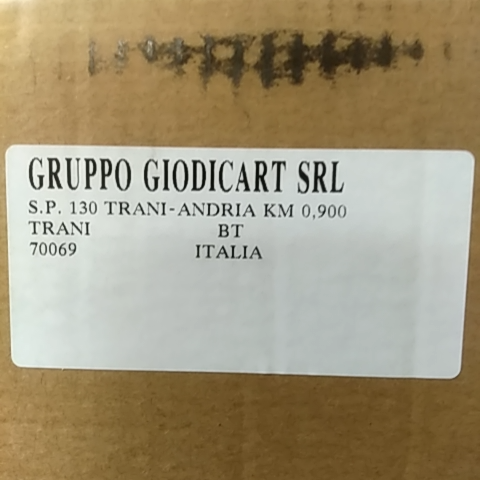 GRUPPO GIODICART SRL
S.P. 130 TRANI-ANDRIA KM 0,900
TRANI BT
70069 ITALIA